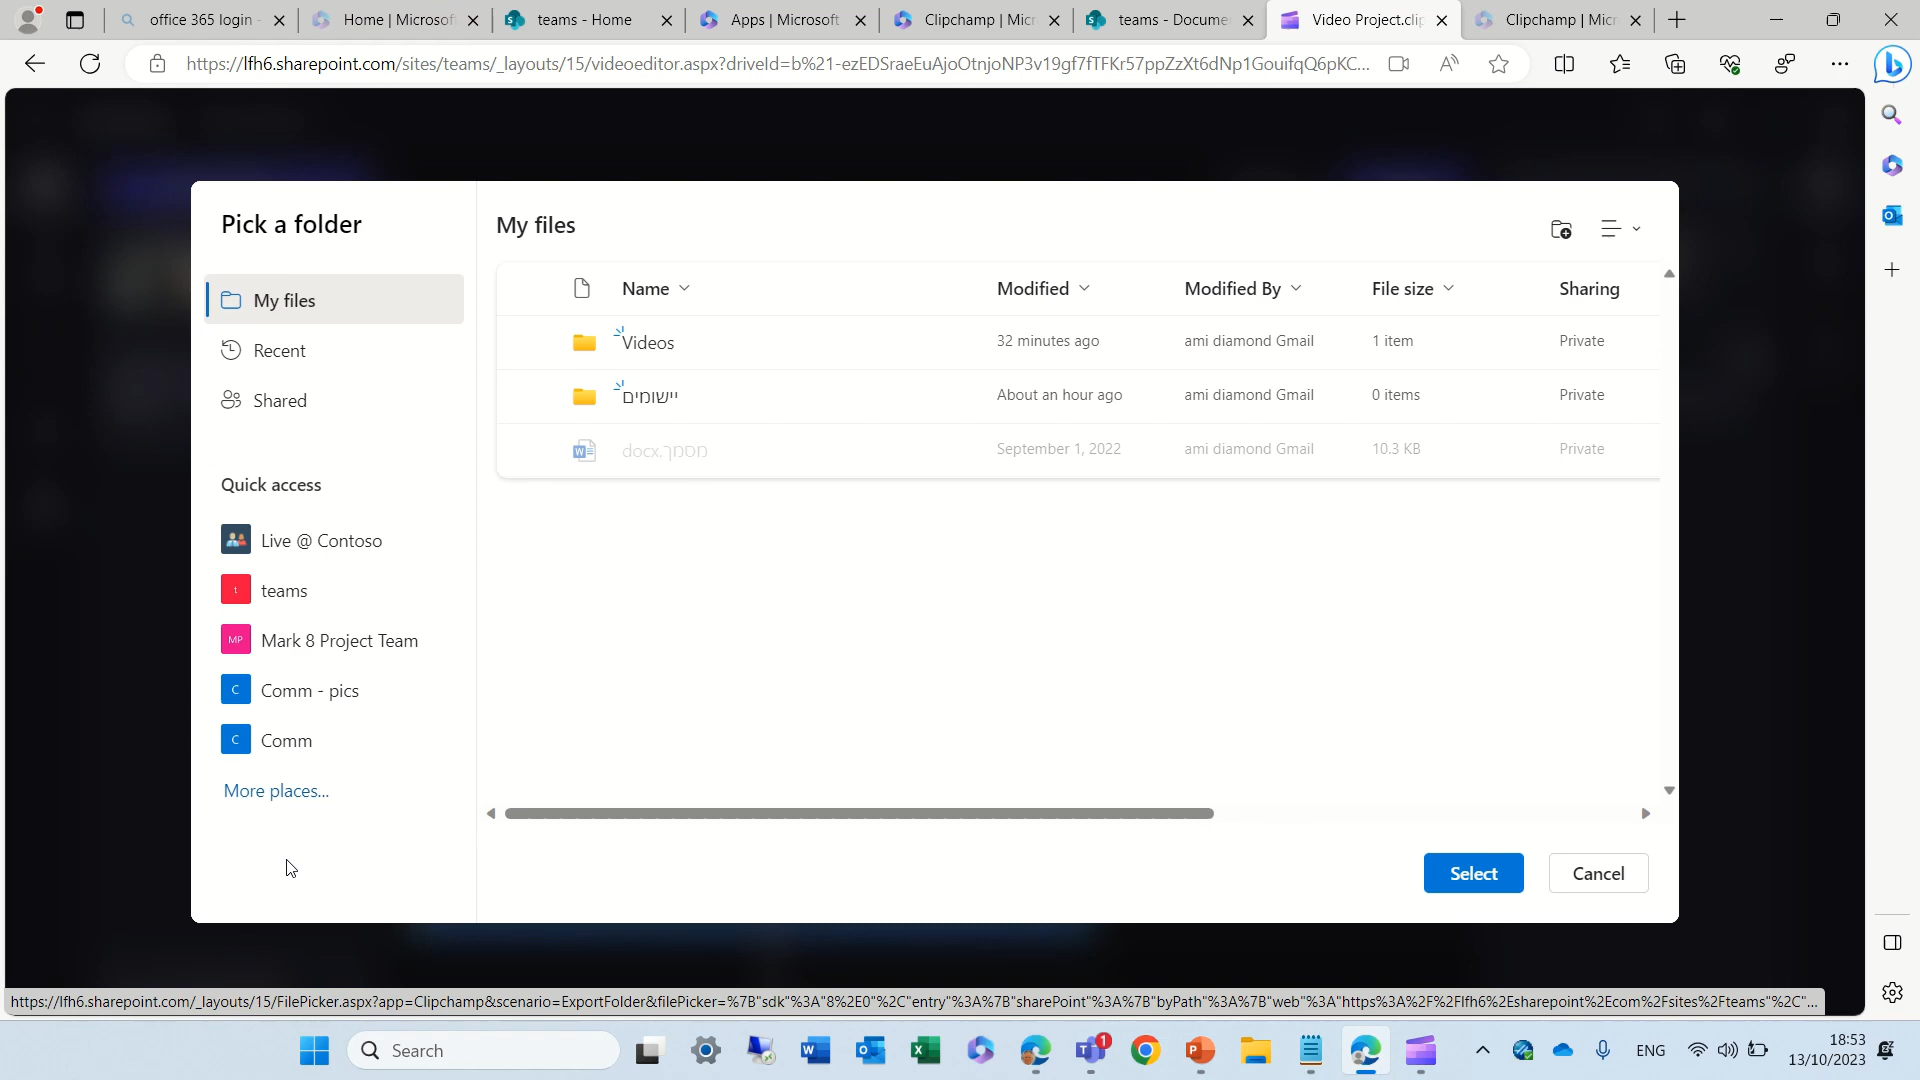 office 365 login -
Home | Microsof
teams - Home
Apps | Microsoft
Clipchamp | Micr
teams - Docume
Video Project.clip
Clipchamp | Micr
https://lfh6.sharepoint.com/sites/teams/_layouts/15/videoeditor.aspx?driveId=b%21-ezEDSraeEuAjoOtnjoNP3v19gf7fTFKr57ppZzXt6dNp1GouifqQ6pKC...
Pick a folder
My files
My files
Recent
Shared
Quick access
Live @ Contoso
t
teams
MP
Mark 8 Project Team
C
Comm - pics
C
Comm
More places...
Name
Modified
Modified By
File size
Sharing
Videos
32 minutes ago
ami diamond Gmail
1 item
Private
יישומים
About an hour ago
ami diamond Gmail
0 items
Private
מסמך.docx
September 1, 2022
ami diamond Gmail
10.3 KB
Private
Select
Cancel
https://lfh6.sharepoint.com/_layouts/15/FilePicker.aspx?app=Clipchamp&scenario=ExportFolder&filePicker=%7B"sdk"%3A"8%2E0"%2C"entry"%3A%7B"sharePoint"%3A%7B"byPath"%3A%7B"web"%3A"https%3A%2F%2Flfh6%2Esharepoint%2Ecom%2Fsites%2Fteams"%2C"...
Search
1
ENG
18:53
13/10/2023